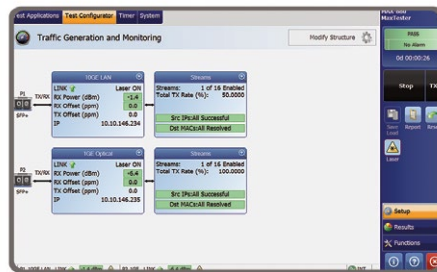 est Applications Test Configurator Timer System
MaxTester
Traffic Generation and Monitoring
Modify Structure
PASS
No Alarm
0d 00:00:26
10GE LAN
LINK Laser ON
RX Power (dBm) -1.4
RX Offset (ppm) 0.0
TX Offset (ppm) 0.0
IP 10.10.146.234
P1
TX/RX
SFP+
Streams
Streams: 1 of 16 Enabled
Total TX Rate (%): 50.0000
Src IPs:All Successful
Dst MACs:All Resolved
Stop TX
Save
Load
Report
Laser
1GE Optical
LINK Laser ON
RX Power (dBm) -5.4
RX Offset (ppm) 0.0
TX Offset (ppm) 0.0
IP 10.10.146.235
P2
TX/RX
SFP+
Streams
Streams: 1 of 16 Enabled
Total TX Rate (%): 100.0000
Src IPs:All Successful
Dst MACs:All Resolved
Setup
Results
Functions